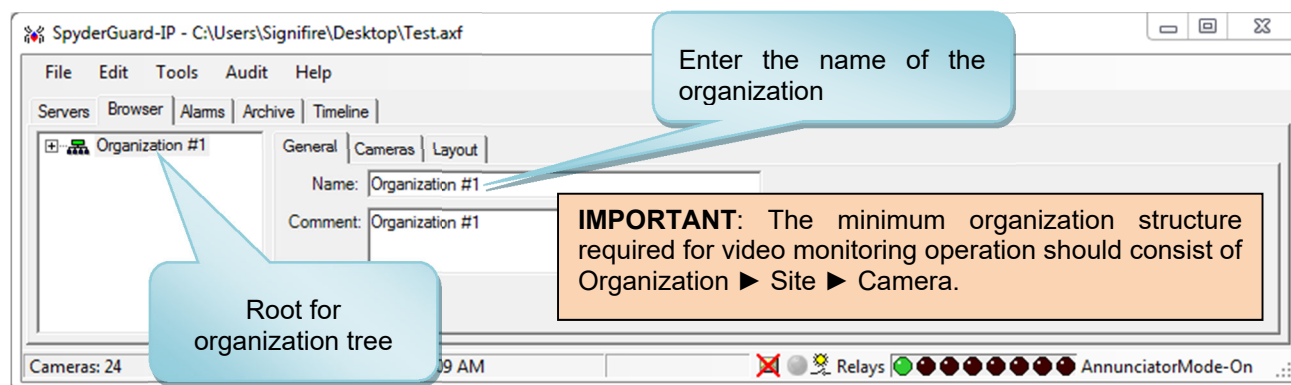 SpyderGuard-IP - C:\Users\Signifire\Desktop\Test.axf
File Edit Tools Audit Help
Servers Browser Alarms Archive Timeline
Enter the name of the
organization
Organization #1
General Cameras Layout
Name: Organization #1
Comment: Organization #1
IMPORTANT: The minimum organization structure
required for video monitoring operation should consist of
Organization ► Site ► Camera.
Root for
organization tree
Cameras: 24
09 AM
Relays
AnnunciatorMode-On